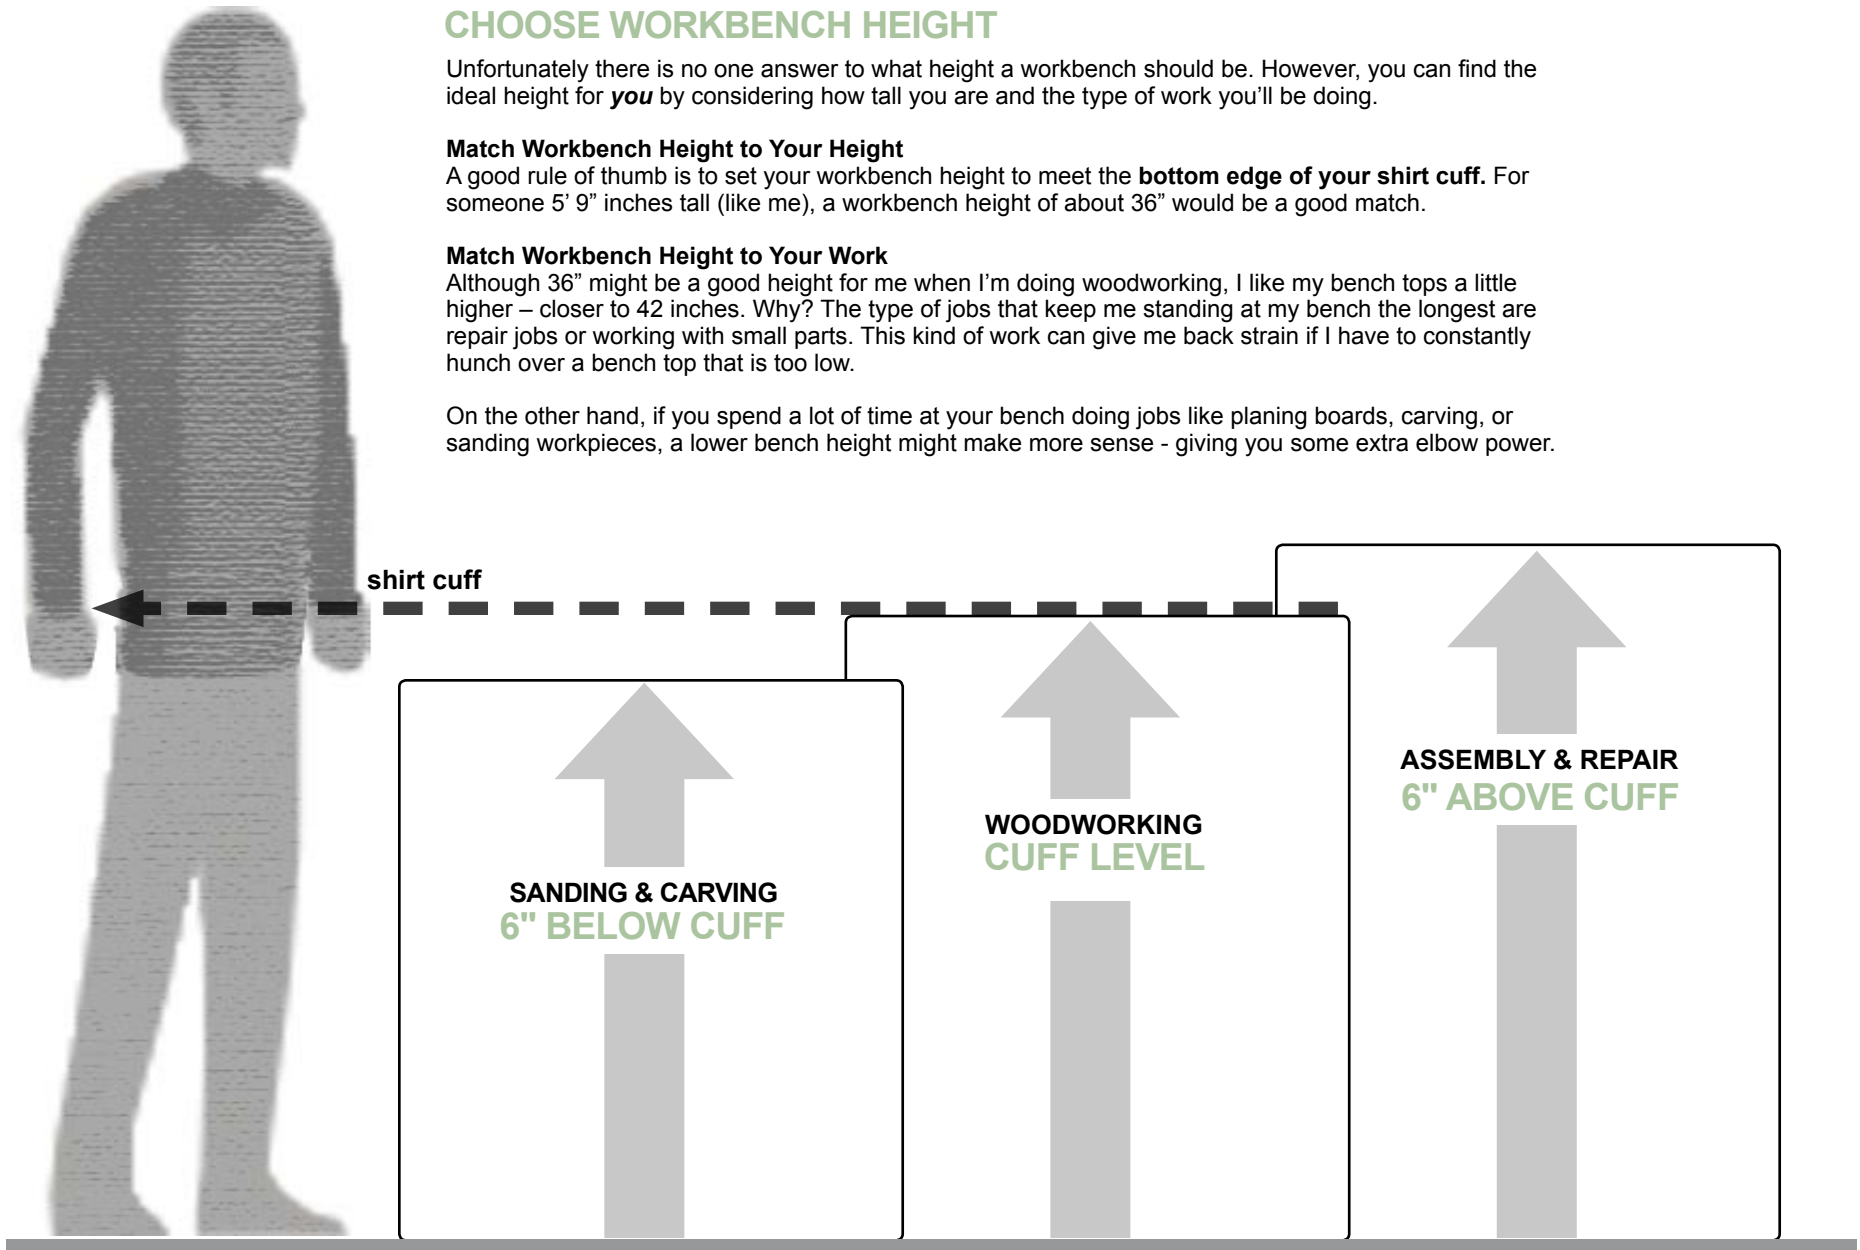 CHOOSE WORKBENCH HEIGHT
Unfortunately there is no one answer to what height a workbench should be. However, you can find the
ideal height for you by considering how tall you are and the type of work you’ll be doing.
Match Workbench Height to Your Height
A good rule of thumb is to set your workbench height to meet the bottom edge of your shirt cuff. For
someone 5’ 9” inches tall (like me), a workbench height of about 36” would be a good match.
Match Workbench Height to Your Work
Although 36” might be a good height for me when I’m doing woodworking, I like my bench tops a little
higher – closer to 42 inches. Why? The type of jobs that keep me standing at my bench the longest are
repair jobs or working with small parts. This kind of work can give me back strain if I have to constantly
hunch over a bench top that is too low.
On the other hand, if you spend a lot of time at your bench doing jobs like planing boards, carving, or
sanding workpieces, a lower bench height might make more sense - giving you some extra elbow power.
shirt cuff
SANDING & CARVING
6" BELOW CUFF
WOODWORKING
CUFF LEVEL
ASSEMBLY & REPAIR
6" ABOVE CUFF